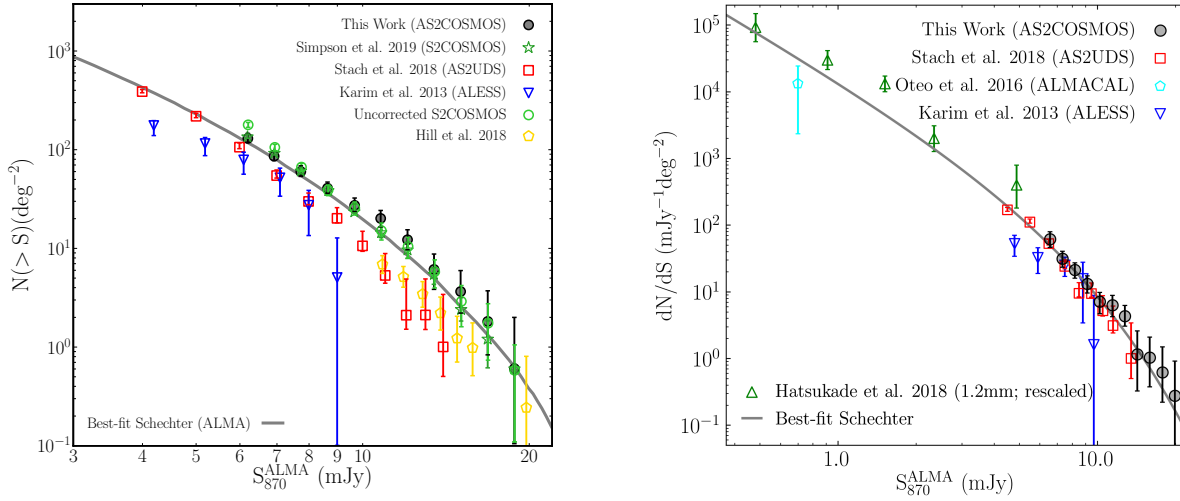 This Work (AS2COSMOS)
Simpson et al. 2019 (S2COSMOS)
Stach et al. 2018 (AS2UDS)
Karim et al. 2013 (ALESS)
Uncorrected S2COSMOS
Hill et al. 2018
Best-fit Schechter (ALMA)
N(> S)(deg⁻²)
10³
10²
10¹
10⁰
10⁻¹
3 4 5 6 7 8 9 10 20
S₈₇₀ᴬᴸᴹᴬ (mJy)
This Work (AS2COSMOS)
Stach et al. 2018 (AS2UDS)
Oteo et al. 2016 (ALMACAL)
Karim et al. 2013 (ALESS)
Hatsukade et al. 2018 (1.2mm; rescaled)
Best-fit Schechter
dN/dS (mJy⁻¹deg⁻²)
10⁵
10⁴
10³
10²
10¹
10⁰
10⁻¹
1.0 10.0
S₈₇₀ᴬᴸᴹᴬ (mJy)